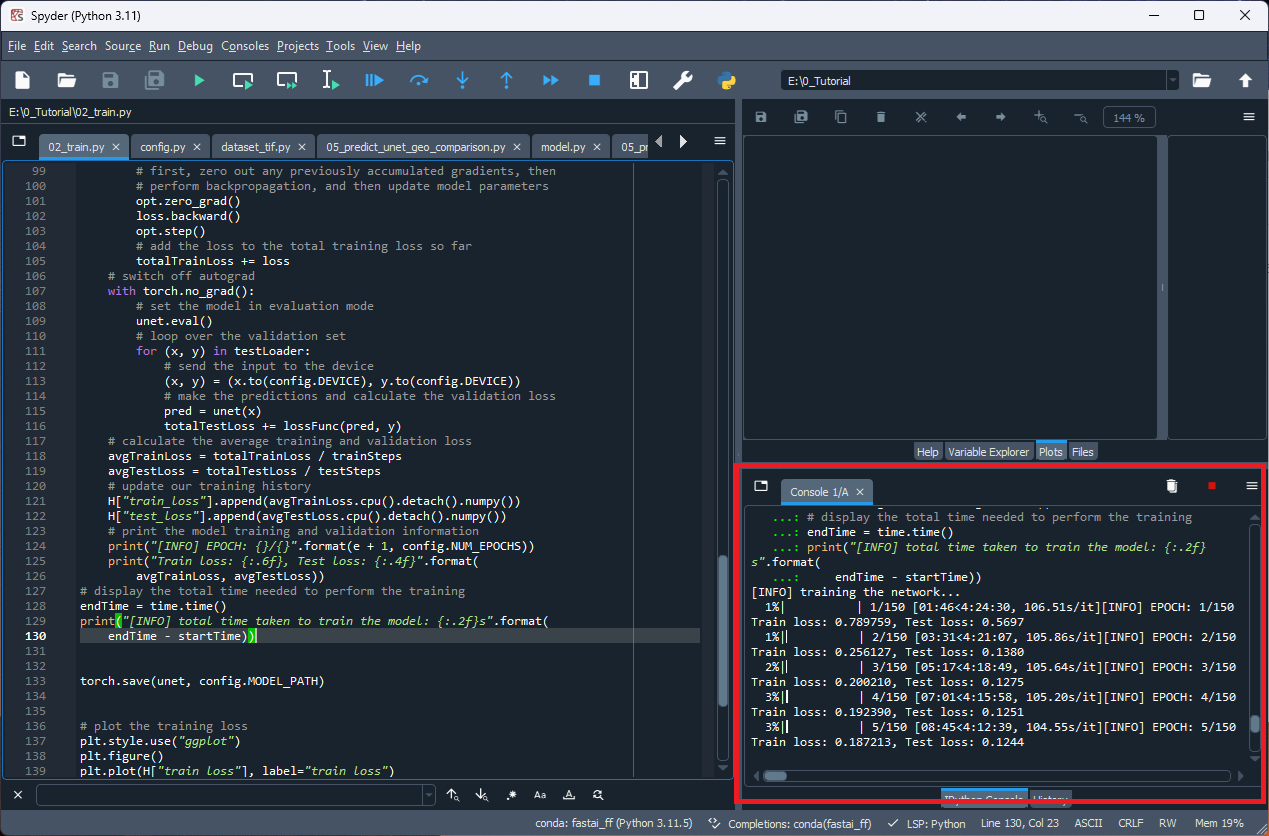 Spyder (Python 3.11)
File Edit Search Source Run Debug Consoles Projects Tools View Help
E:\0_Tutorial
E:\0_Tutorial\02_train.py
02_train.py config.py dataset_tif.py 05_predict_unet_geo_comparison.py model.py 05_pr
99 # first, zero out any previously accumulated gradients, then
100 # perform backpropagation, and then update model parameters
101 opt.zero_grad()
102 loss.backward()
103 opt.step()
104 # add the loss to the total training loss so far
105 totalTrainLoss += loss
106 # switch off autograd
107 with torch.no_grad():
108 # set the model in evaluation mode
109 unet.eval()
110 # loop over the validation set
111 for (x, y) in testLoader:
112 # send the input to the device
113 (x, y) = (x.to(config.DEVICE), y.to(config.DEVICE))
114 # make the predictions and calculate the validation loss
115 pred = unet(x)
116 totalTestLoss += lossFunc(pred, y)
117 # calculate the average training and validation loss
118 avgTrainLoss = totalTrainLoss / trainSteps
119 avgTestLoss = totalTestLoss / testSteps
120 # update our training history
121 H["train_loss"].append(avgTrainLoss.cpu().detach().numpy())
122 H["test_loss"].append(avgTestLoss.cpu().detach().numpy())
123 # print the model training and validation information
124 print("[INFO] EPOCH: {}/{}".format(e + 1, config.NUM_EPOCHS))
125 print("Train loss: {:.6f}, Test loss: {:.4f}".format(
126 avgTrainLoss, avgTestLoss))
127 # display the total time needed to perform the training
128 endTime = time.time()
129 print("[INFO] total time taken to train the model: {:.2f}s".format(
130 endTime - startTime))
131
132
133 torch.save(unet, config.MODEL_PATH)
134
135
136 # plot the training loss
137 plt.style.use("ggplot")
138 plt.figure()
139 plt.plot(H["train_loss"], label="train_loss")
Aa
144 %
Help Variable Explorer Plots Files
Console 1/A
...: # display the total time needed to perform the training
...: endTime = time.time()
...: print("[INFO] total time taken to train the model: {:.2f}
s".format(
...: endTime - startTime))
[INFO] training the network...
1%| | 1/150 [01:46<4:24:30, 106.51s/it][INFO] EPOCH: 1/150
Train loss: 0.789759, Test loss: 0.5697
1%|| | 2/150 [03:31<4:21:07, 105.86s/it][INFO] EPOCH: 2/150
Train loss: 0.256127, Test loss: 0.1380
2%|| | 3/150 [05:17<4:18:49, 105.64s/it][INFO] EPOCH: 3/150
Train loss: 0.200210, Test loss: 0.1275
3%|| | 4/150 [07:01<4:15:58, 105.20s/it][INFO] EPOCH: 4/150
Train loss: 0.192390, Test loss: 0.1251
3%|| | 5/150 [08:45<4:12:39, 104.55s/it][INFO] EPOCH: 5/150
Train loss: 0.187213, Test loss: 0.1244
IPython Console History
conda: fastai_ff (Python 3.11.5) Completions: conda(fastai_ff) LSP: Python Line 130, Col 23 ASCII CRLF RW Mem 19%